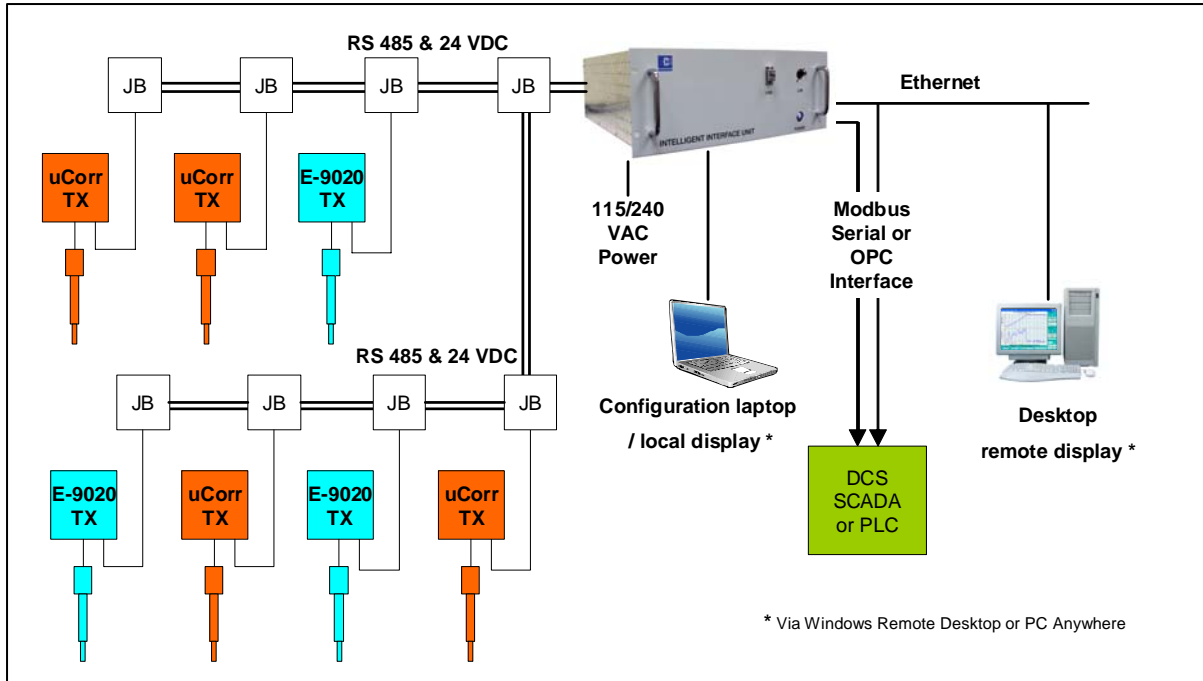 RS 485 & 24 VDC
JB
JB
JB
JB
C
INTELLIGENT INTERFACE UNIT
Ethernet
uCorr
TX
uCorr
TX
E-9020
TX
115/240
VAC
Power
Modbus
Serial or
OPC
Interface
RS 485 & 24 VDC
JB
JB
JB
JB
Configuration laptop
/ local display *
Desktop
remote display *
E-9020
TX
uCorr
TX
E-9020
TX
uCorr
TX
DCS
SCADA
or PLC
* Via Windows Remote Desktop or PC Anywhere